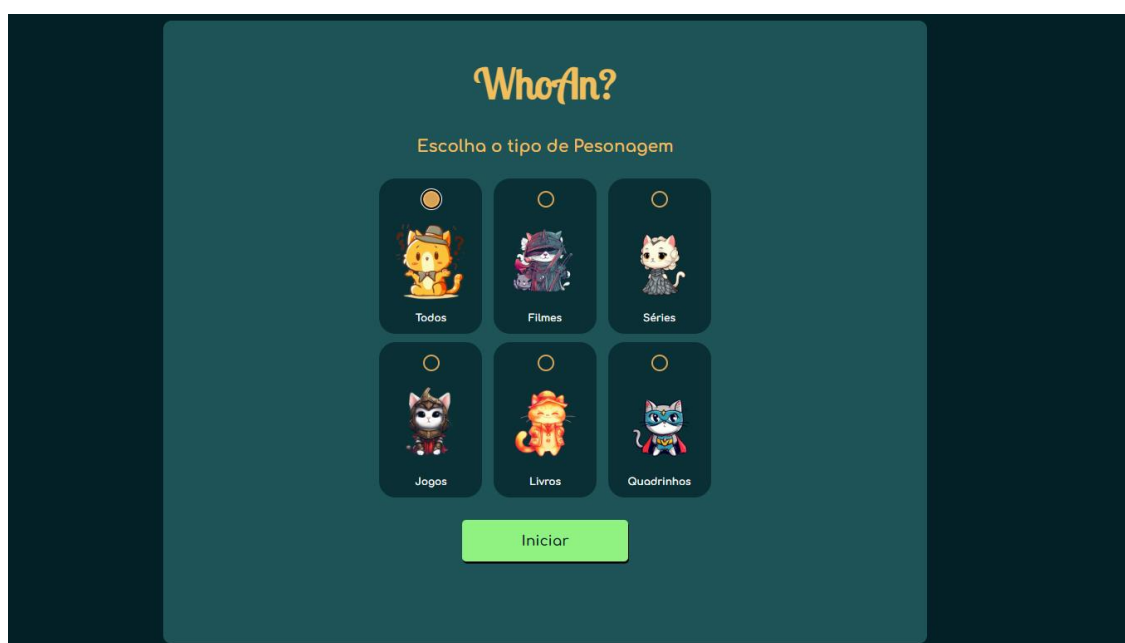 WhoAn?
Escolha o tipo de Pesonagem
Todos
Filmes
Séries
Jogos
Livros
Quadrinhos
Iniciar